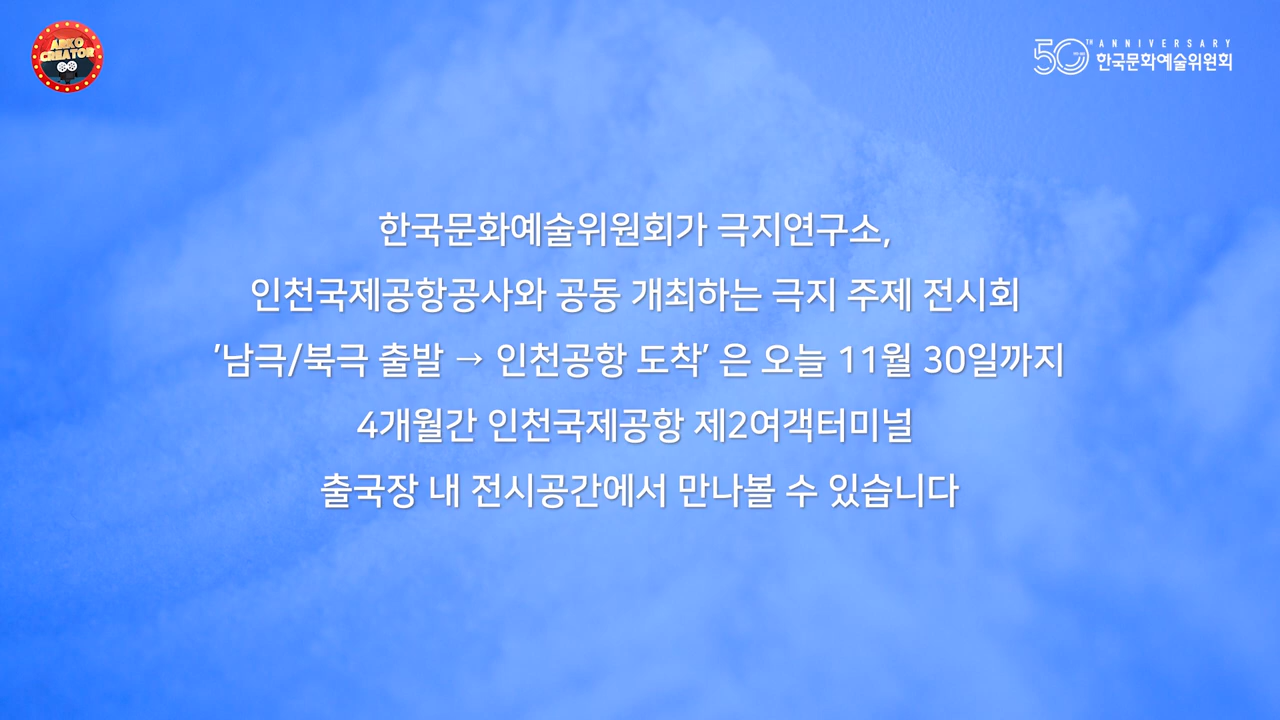 ARKO
CREATOR
50TH ANNIVERSARY
한국문화예술위원회
한국문화예술위원회가 극지연구소,
인천국제공항공사와 공동 개최하는 극지 주제 전시회
'남극/북극 출발 → 인천공항 도착' 은 오늘 11월 30일까지
4개월간 인천국제공항 제2여객터미널
출국장 내 전시공간에서 만나볼 수 있습니다